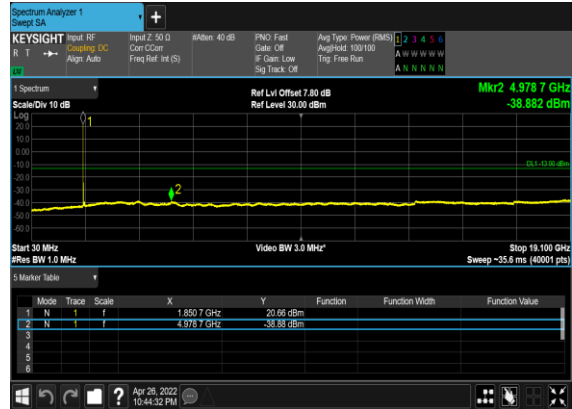 Spectrum Analyzer 1
Swept SA
+
KEYSIGHT Input: RF Input Z: 50 Ω #Atten: 40 dB PNO: Fast Avg Type: Power (RMS) 1 2 3 4 5 6
R T Coupling: DC Corr CCorr Gate: Off Avg|Hold: 100/100 A W W W W W
Align: Auto Freq Ref: Int (S) IF Gain: Low Trig: Free Run
Sig Track: Off A N N N N N
1 Spectrum Ref Lvl Offset 7.80 dB Mkr2 4.978 7 GHz
Scale/Div 10 dB Ref Level 30.00 dBm -38.882 dBm
Log
1
20.0
10.0
0.00
-10.0 DL1 -13.00 dBm
-20.0
-30.0 2
-40.0
-50.0
-60.0
Start 30 MHz Video BW 3.0 MHz* Stop 19.100 GHz
#Res BW 1.0 MHz Sweep ~35.6 ms (40001 pts)
5 Marker Table
Mode Trace Scale X Y Function Function Width Function Value
1 N 1 f 1.850 7 GHz 20.66 dBm
2 N 1 f 4.978 7 GHz -38.88 dBm
3
4
5
6
? Apr 26, 2022
10:44:32 PM